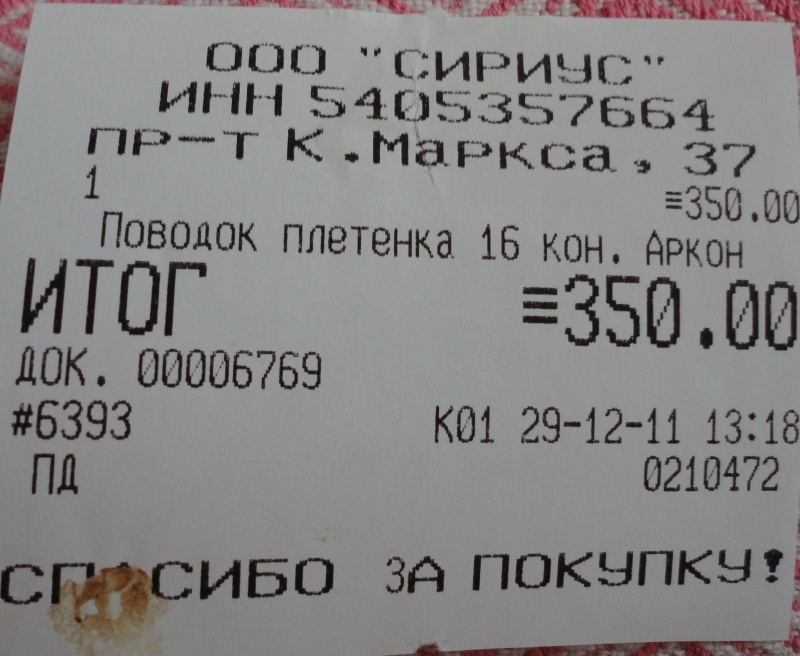 ООО "СИРИУС"
ИНН 5405357664
ПР-Т К.Маркса, 37
1 ≡350.00
Поводок плетенка 16 кон. Аркон
ИТОГ ≡350.00
ДОК. 00006769
#6393 К01 29-12-11 13:18
ПД 0210472
СПАСИБО ЗА ПОКУПКУ!